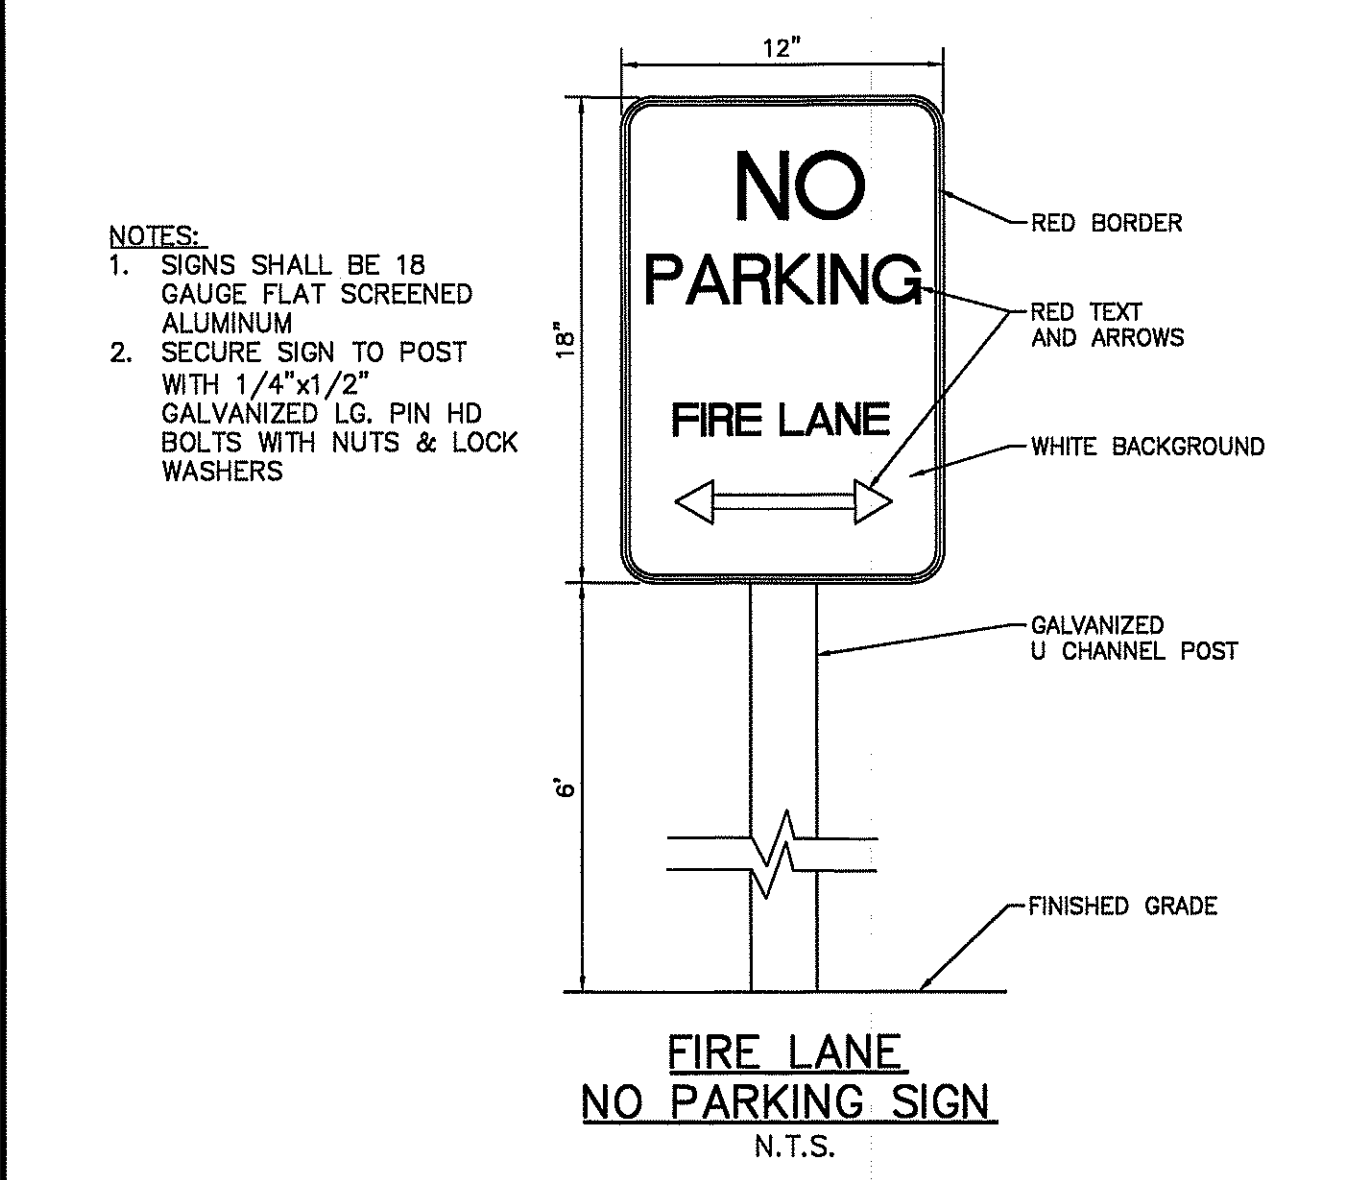 12"
NO
PARKING
FIRE LANE
18"
6'
RED BORDER
RED TEXT
AND ARROWS
WHITE BACKGROUND
GALVANIZED
U CHANNEL POST
FINISHED GRADE
NOTES:
1. SIGNS SHALL BE 18
GAUGE FLAT SCREENED
ALUMINUM
2. SECURE SIGN TO POST
WITH 1/4"x1/2"
GALVANIZED LG. PIN HD
BOLTS WITH NUTS & LOCK
WASHERS
FIRE LANE
NO PARKING SIGN
N.T.S.